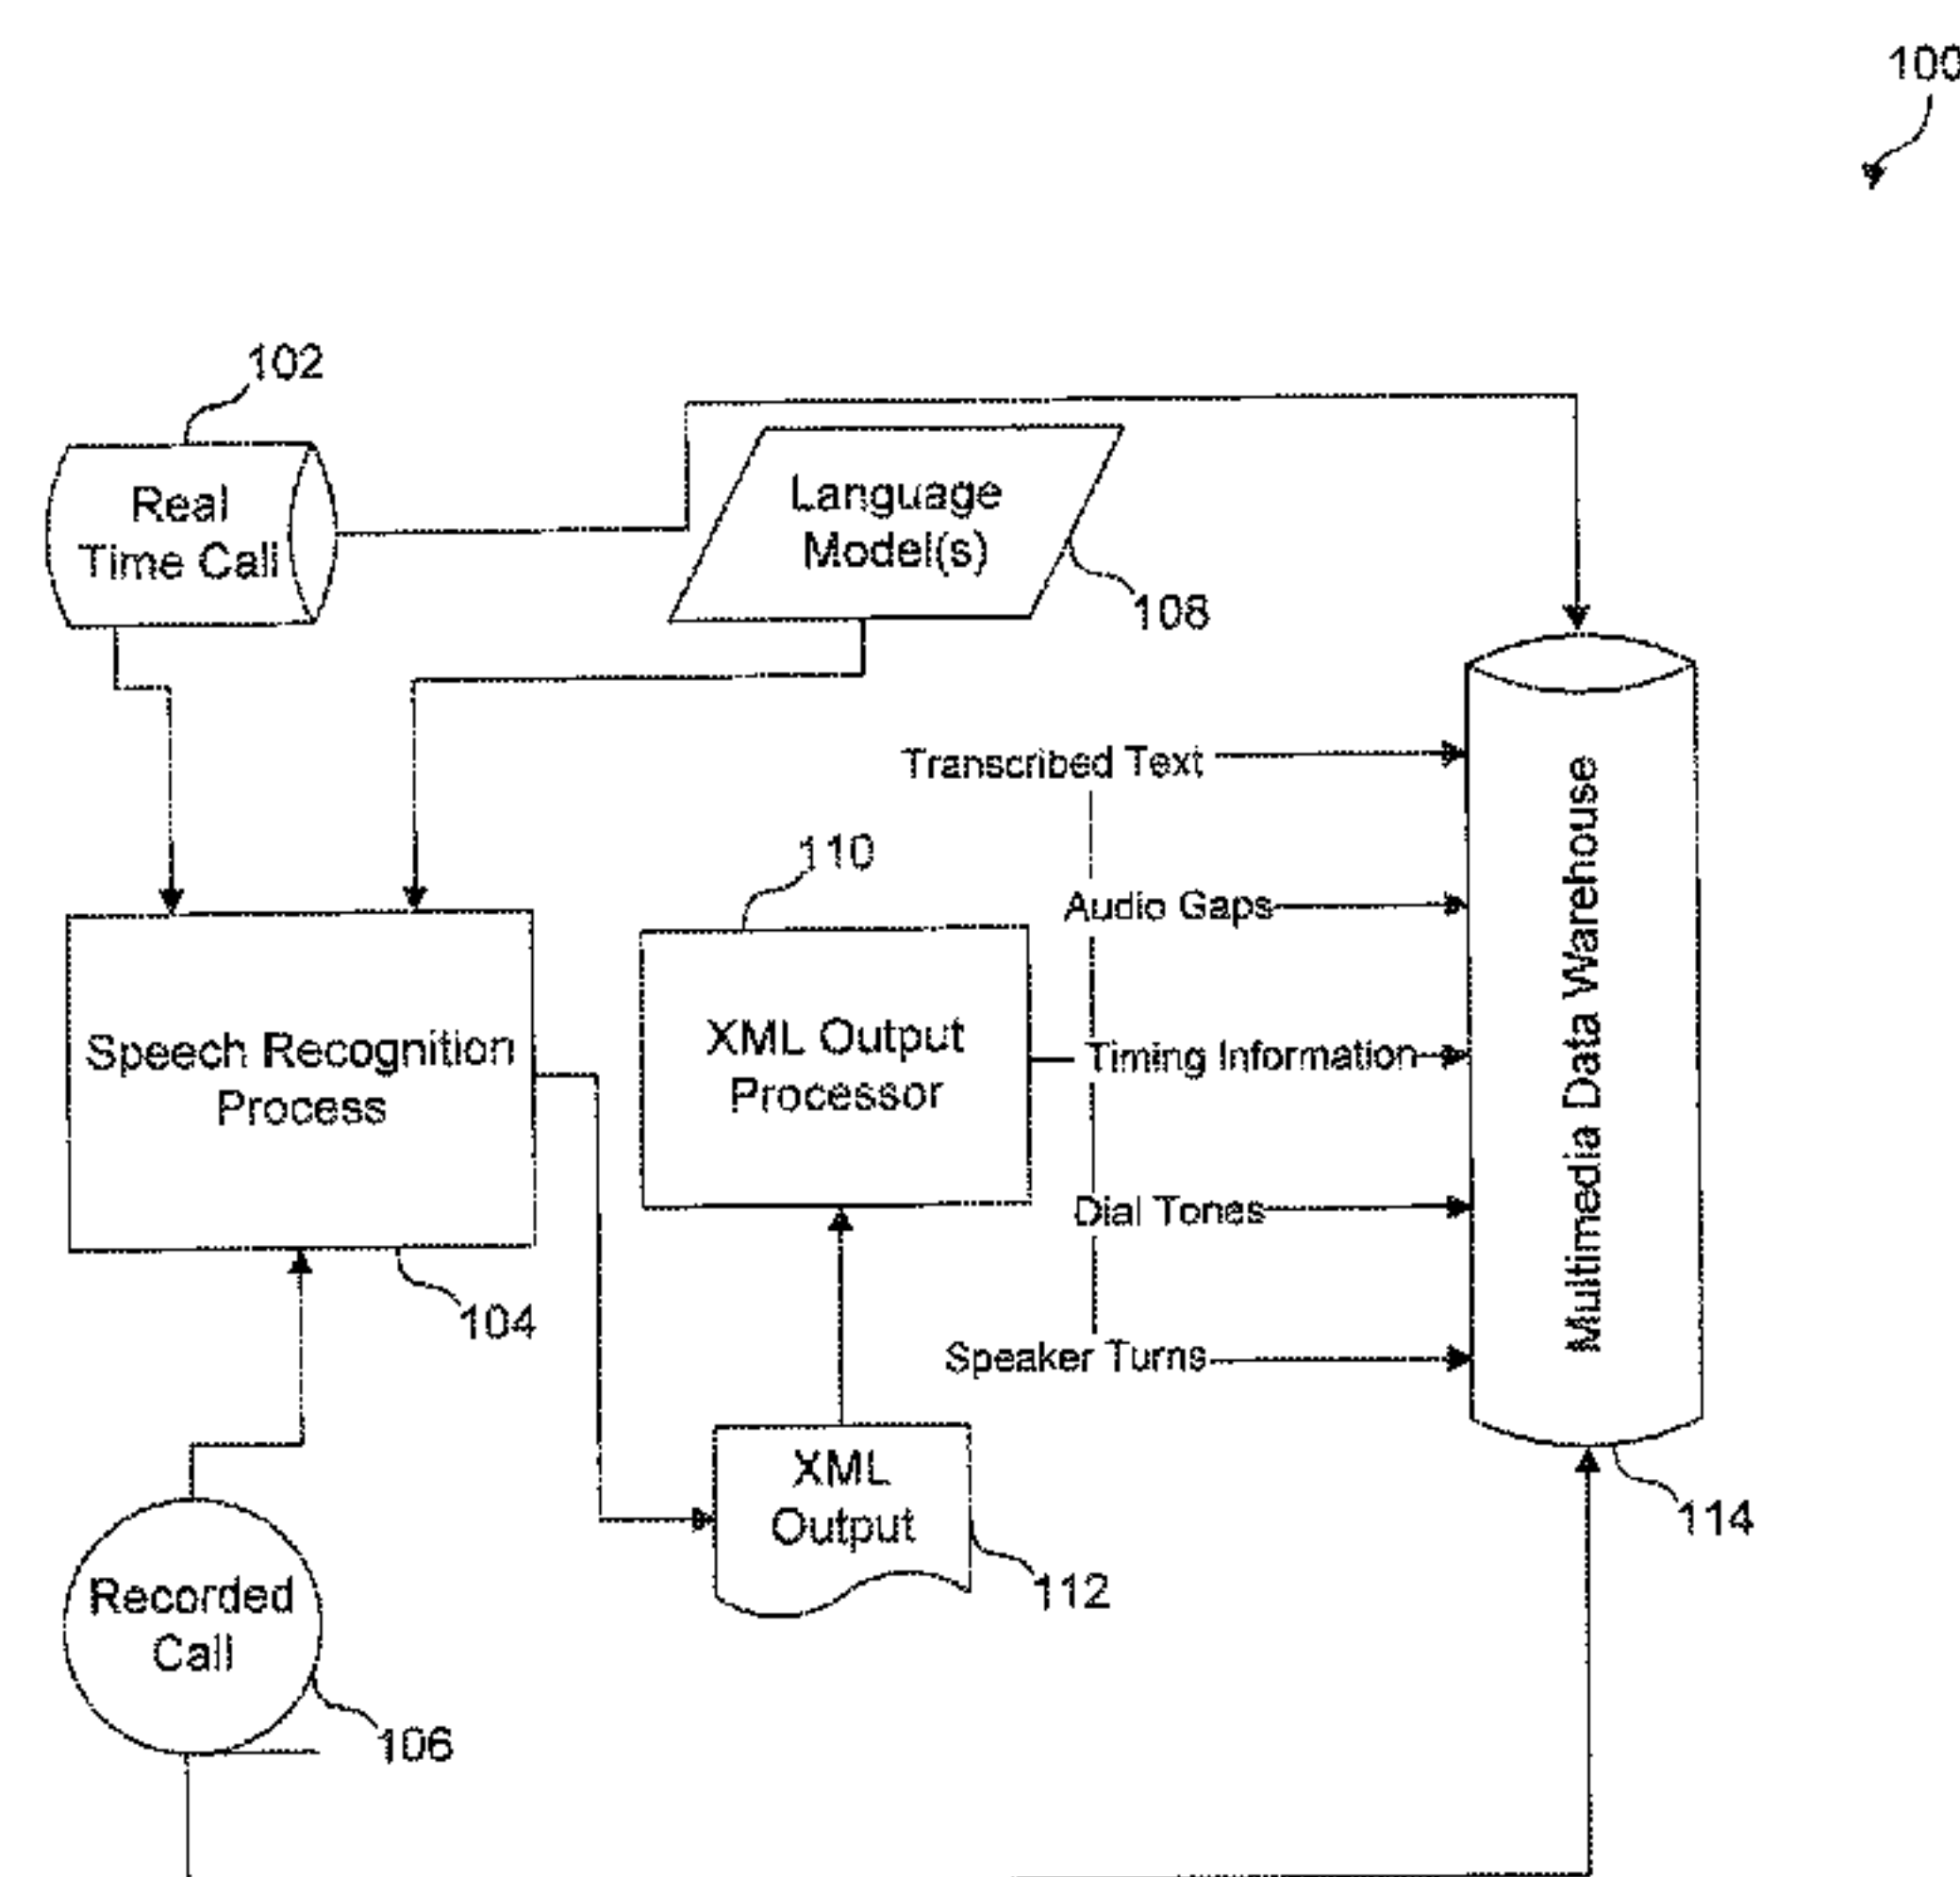 100
102
Real
Time Call
Language
Model(s)
108
Transcribed Text
110
Audio Gaps
Speech Recognition
Process
XML Output
Processor
Timing Information
Multimedia Data Warehouse
Dial Tones
104
Speaker Turns
XML
Output
114
112
Recorded
Call
106